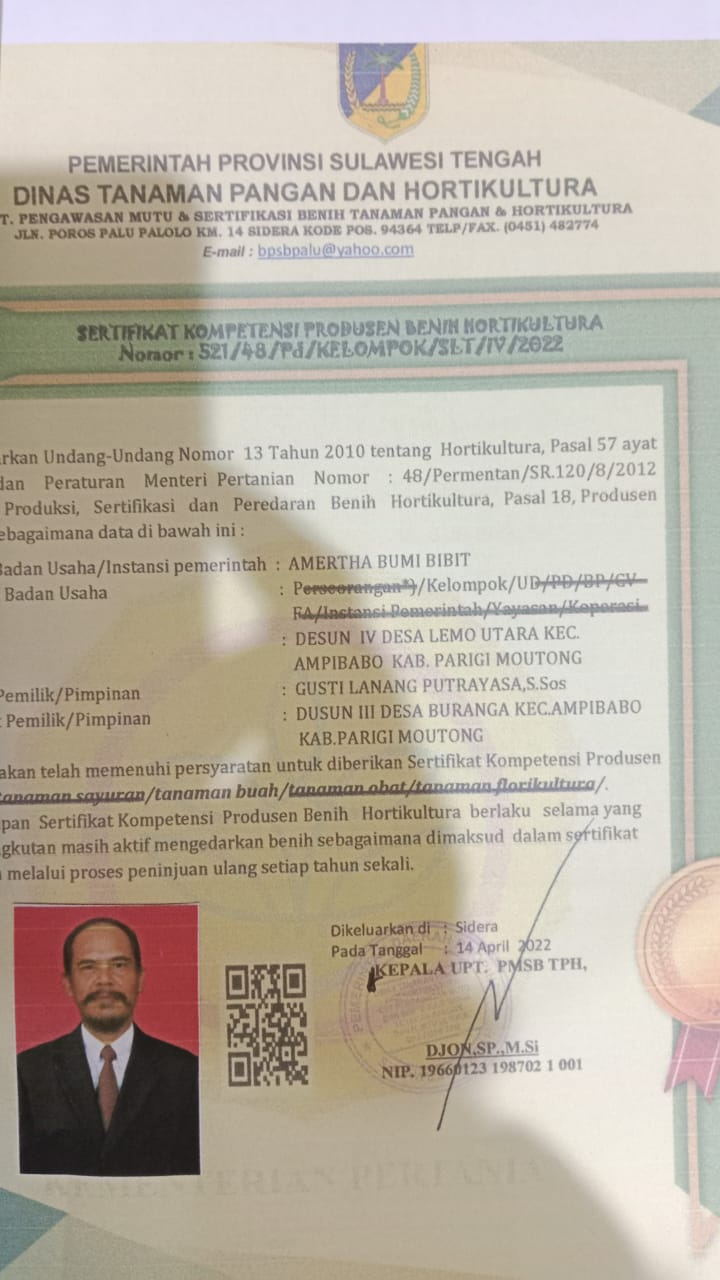 PEMERINTAH PROVINSI SULAWESI TENGAH
DINAS TANAMAN PANGAN DAN HORTIKULTURA
T. PENGAWASAN MUTU & SERTIFIKASI BENIH TANAMAN PANGAN & HORTIKULTURA
JLN. POROS PALU PALOLO KM. 14 SIDERA KODE POS. 94364 TELP/FAX. (0451) 482774
E-mail : bpsbpalu@yahoo.com
SERTIFIKAT KOMPETENSI PRODUSEN BENIH HORTIKULTURA
Nomor : 521/48/Pd/KELOMPOK/SLT/IV/2022
rkan Undang-Undang Nomor 13 Tahun 2010 tentang Hortikultura, Pasal 57 ayat
dan Peraturan Menteri Pertanian Nomor : 48/Permentan/SR.120/8/2012
Produksi, Sertifikasi dan Peredaran Benih Hortikultura, Pasal 18, Produsen
ebagaimana data di bawah ini :
Badan Usaha/Instansi pemerintah : AMERTHA BUMI BIBIT
Badan Usaha : Perseorangan*)/Kelompok/UD/PD/BP/CV
FA/Instansi Pemerintah/Yayasan/Koperasi
: DESUN IV DESA LEMO UTARA KEC.
AMPIBABO KAB. PARIGI MOUTONG
Pemilik/Pimpinan : GUSTI LANANG PUTRAYASA,S.Sos
Pemilik/Pimpinan : DUSUN III DESA BURANGA KEC.AMPIBABO
KAB.PARIGI MOUTONG
akan telah memenuhi persyaratan untuk diberikan Sertifikat Kompetensi Produsen
tanaman sayuran/tanaman buah/tanaman obat/tanaman florikultura/.
pan Sertifikat Kompetensi Produsen Benih Hortikultura berlaku selama yang
gkutan masih aktif mengedarkan benih sebagaimana dimaksud dalam sertifikat
melalui proses peninjuan ulang setiap tahun sekali.
Dikeluarkan di : Sidera
Pada Tanggal : 14 April 2022
KEPALA UPT. PMSB TPH,
DJON,SP.,M.Si
NIP. 19660123 198702 1 001
KEMENTERIAN PERTANIA